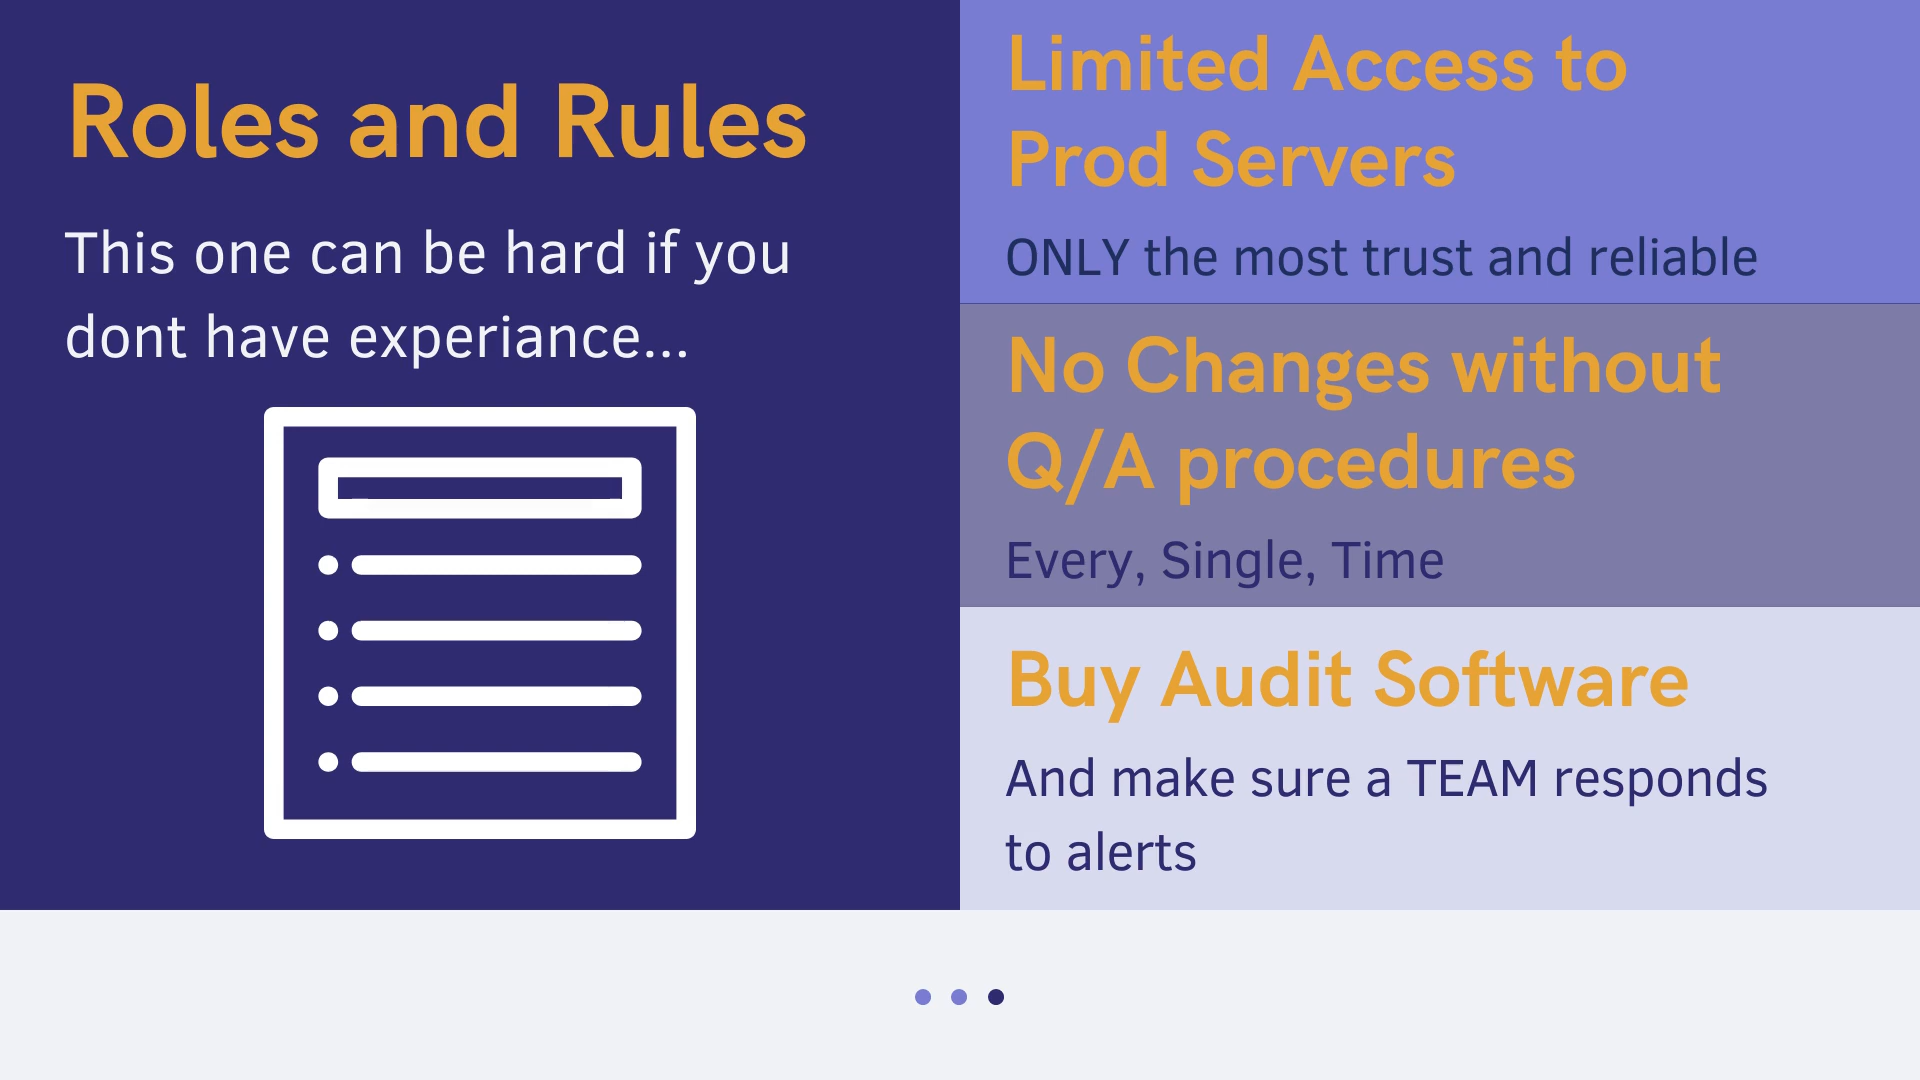 Roles and Rules
This one can be hard if you
dont have experiance...
Limited Access to
Prod Servers
ONLY the most trust and reliable
No Changes without
Q/A procedures
Every, Single, Time
Buy Audit Software
And make sure a TEAM responds
to alerts